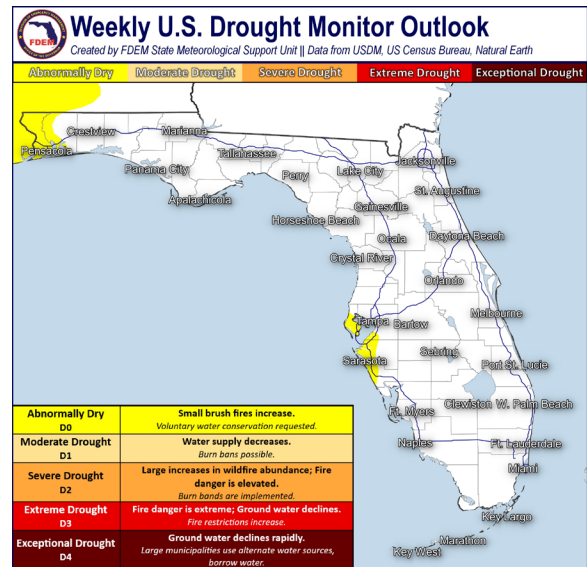 FDEM
Weekly U.S. Drought Monitor Outlook
Created by FDEM State Meteorological Support Unit || Data from USDM, US Census Bureau, Natural Earth
Abnormally Dry Moderate Drought Severe Drought Extreme Drought Exceptional Drought
Crestview Marianna
Pensacola
Tallahassee
Jacksonville
Panama City
Lake City
Perry
Apalachicola
St. Augustine
Gainesville
Horseshoe Beach
Ocala
Daytona Beach
Crystal River
Orlando
Melbourne
Tampa Bartow
Sebring
Sarasota
Port St. Lucie
Clewiston W. Palm Beach
Ft. Myers
Naples
Ft. Lauderdale
Miami
Key Largo
Marathon
Key West
Abnormally Dry
D0
Small brush fires increase.
Voluntary water conservation requested.
Moderate Drought
D1
Water supply decreases.
Burn bans possible.
Severe Drought
D2
Large increases in wildfire abundance; Fire
danger is elevated.
Burn bands are implemented.
Extreme Drought
D3
Fire danger is extreme; Ground water declines.
Fire restrictions increase.
Exceptional Drought
D4
Ground water declines rapidly.
Large municipalities use alternate water sources,
borrow water.